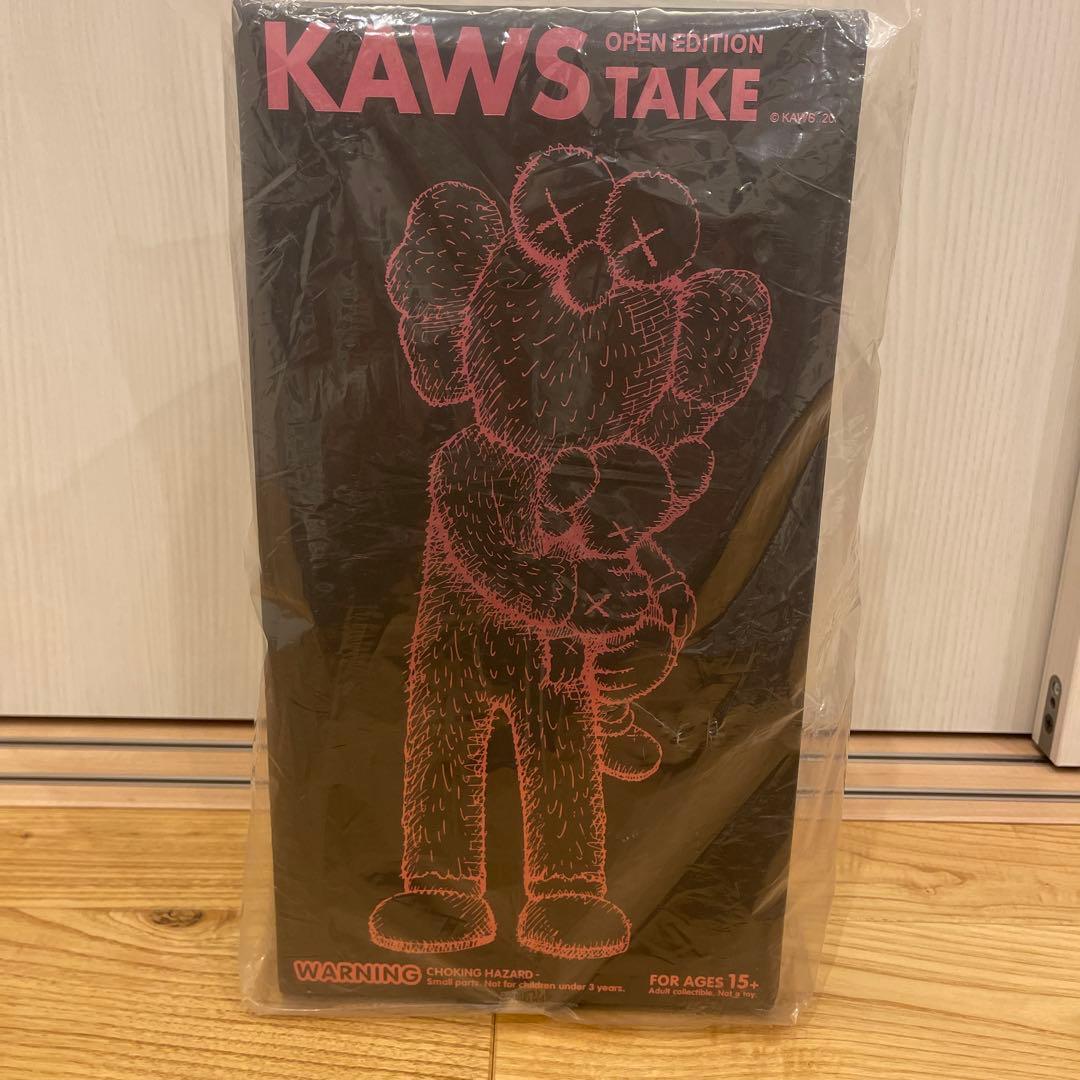 KAWS OPEN EDITION
TAKE
© KAWS 20
WARNING CHOKING HAZARD -
Small parts. Not for children under 3 years.
FOR AGES 15+
Adult collectible. Not a toy.